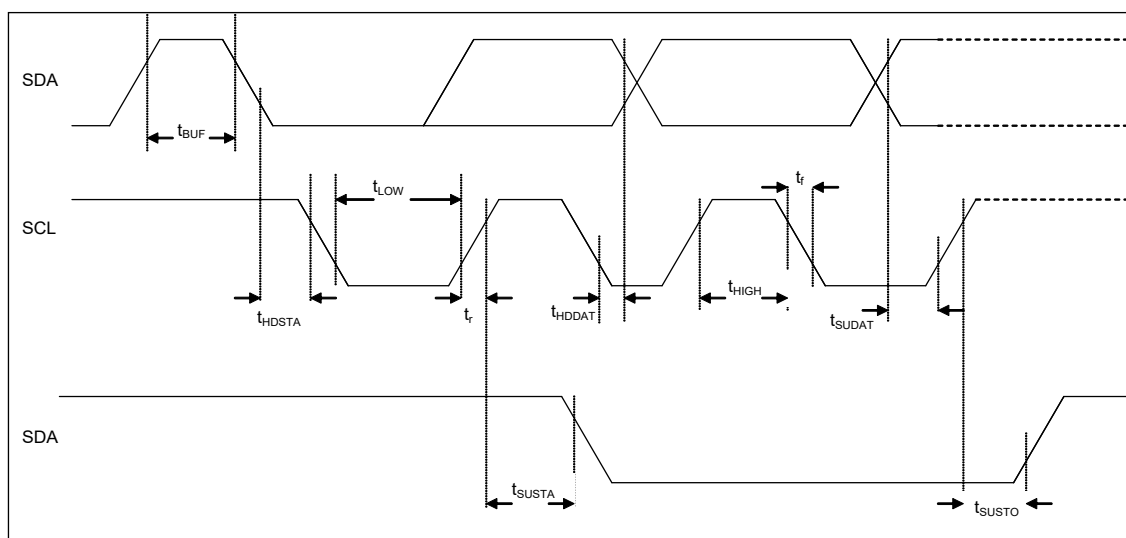 SDA
tBUF
tf
tLOW
SCL
tHDSTA
tr
tHDDAT
tHIGH
tSUDAT
SDA
tSUSTA
tSUSTO